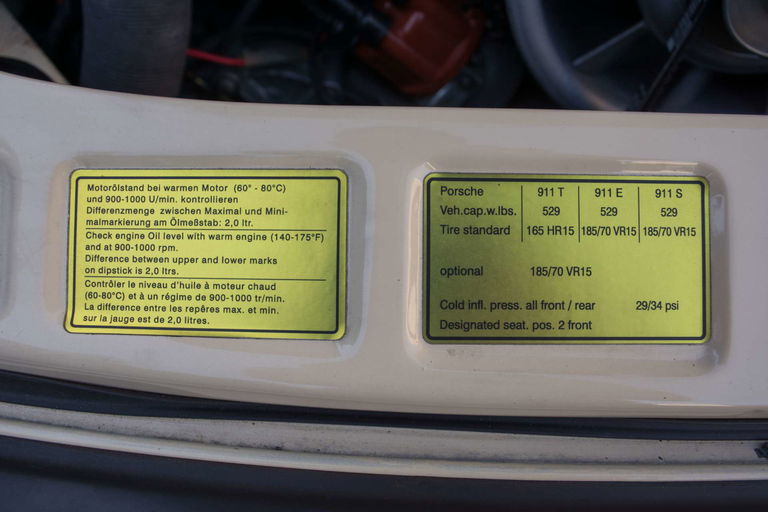 Motorölstand bei warmen Motor (60° - 80°C)
und 900-1000 U/min. kontrollieren
Differenzmenge zwischen Maximal und Mini-
malmarkierung am Ölmeßstab: 2,0 ltr.
Check engine Oil level with warm engine (140-175°F)
and at 900-1000 rpm.
Difference between upper and lower marks
on dipstick is 2,0 ltrs.
Contrôler le niveau d'huile à moteur chaud
(60-80°C) et à un régime de 900-1000 tr/min.
La difference entre les repêres max. et min.
sur la jauge est de 2,0 litres.
Porsche 911 T 911 E 911 S
Veh.cap.w.lbs. 529 529 529
Tire standard 165 HR15 185/70 VR15 185/70 VR15
optional 185/70 VR15
Cold infl. press. all front / rear 29/34 psi
Designated seat. pos. 2 front